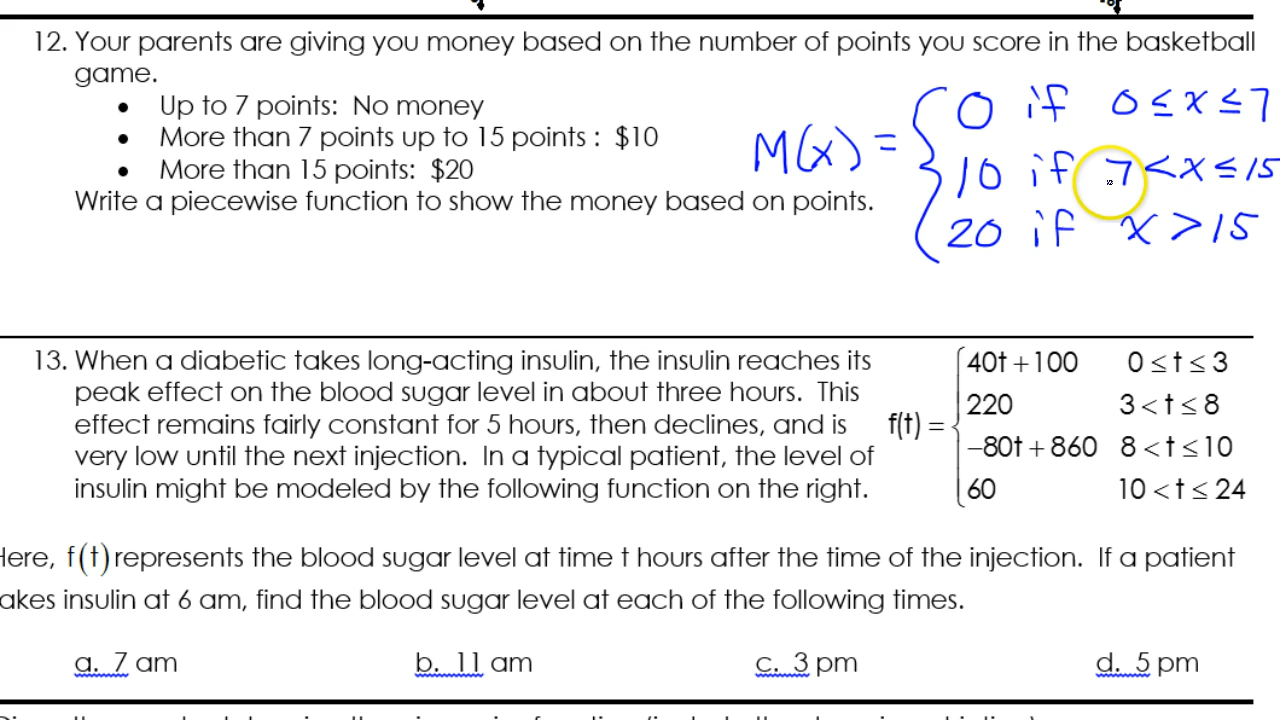 12. Your parents are giving you money based on the number of points you score in the basketball
game.
• Up to 7 points: No money
• More than 7 points up to 15 points : $10
• More than 15 points: $20
Write a piecewise function to show the money based on points.
M(x) = { 0 if 0 ≤ x ≤ 7
10 if 7 < x ≤ 15
20 if x > 15
13. When a diabetic takes long-acting insulin, the insulin reaches its
peak effect on the blood sugar level in about three hours. This
effect remains fairly constant for 5 hours, then declines, and is
very low until the next injection. In a typical patient, the level of
insulin might be modeled by the following function on the right.
f(t) = { 40t + 100 0 ≤ t ≤ 3
220 3 < t ≤ 8
−80t + 860 8 < t ≤ 10
60 10 < t ≤ 24
Here, f(t) represents the blood sugar level at time t hours after the time of the injection. If a patient
akes insulin at 6 am, find the blood sugar level at each of the following times.
a. 7 am b. 11 am c. 3 pm d. 5 pm